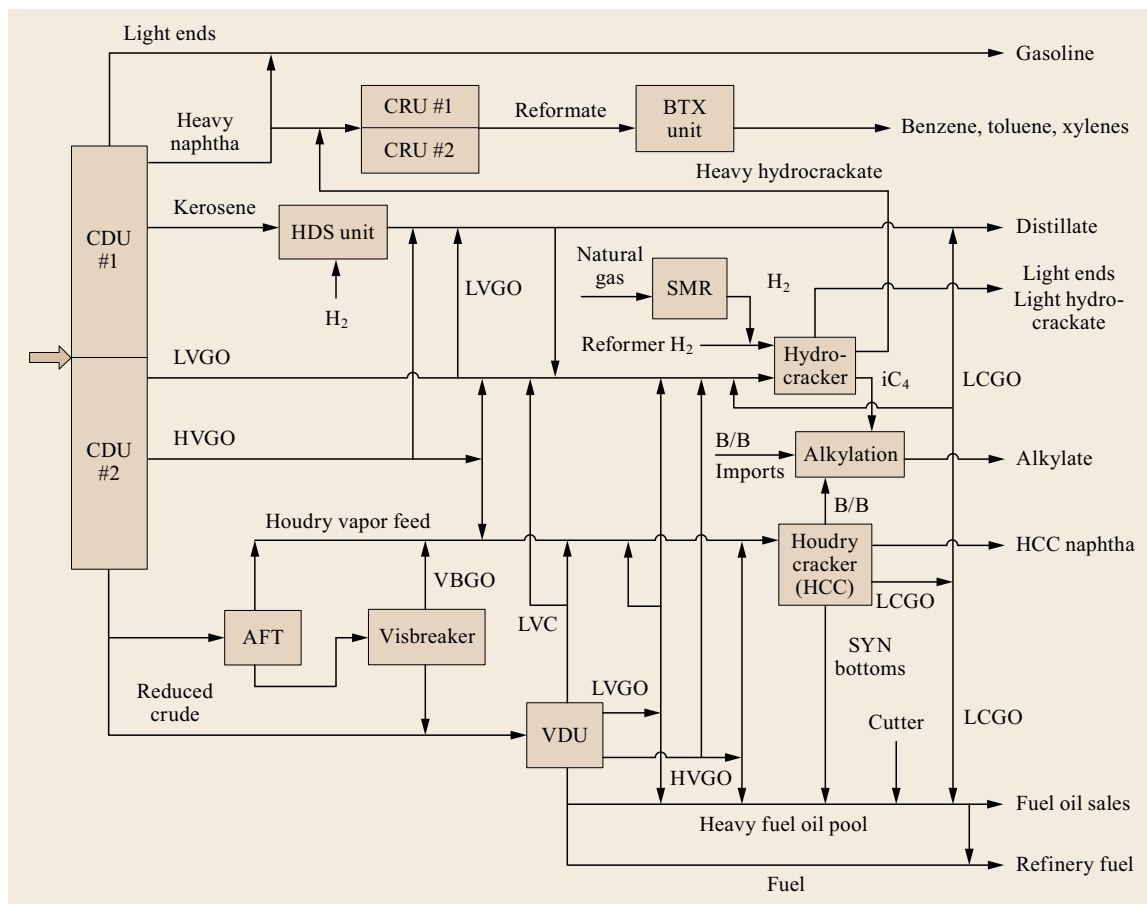 Light ends
Gasoline
Heavy
naphtha
CRU #1
CRU #2
Reformate
BTX
unit
Benzene, toluene, xylenes
Heavy hydrocrackate
CDU
#1
Kerosene
HDS unit
H2
LVGO
Distillate
Natural
gas
SMR
H2
Light ends
Light hydro-
crackate
Reformer H2
Hydro-
cracker
LVGO
iC4
LCGO
CDU
#2
HVGO
B/B
Imports
Alkylation
Alkylate
B/B
Houdry vapor feed
VBGO
Houdry
cracker
(HCC)
HCC naphtha
LCGO
AFT
Visbreaker
LVC
SYN
bottoms
Reduced
crude
LVGO
VDU
HVGO
Cutter
LCGO
Heavy fuel oil pool
Fuel oil sales
Fuel
Refinery fuel